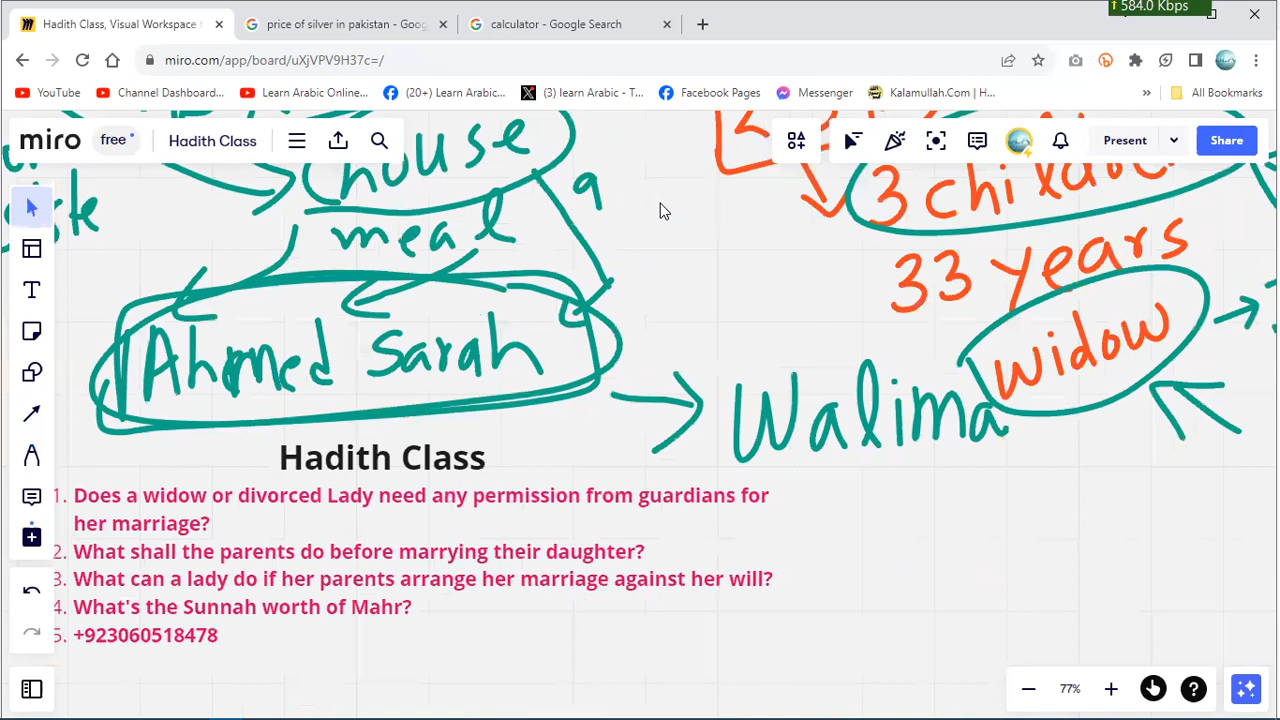 584.0 Kbps
Hadith Class, Visual Workspace
price of silver in pakistan - Goo
calculator - Google Search
miro.com/app/board/uXjVPV9H37c=/
YouTube
Channel Dashboard...
Learn Arabic Online...
(20+) Learn Arabic...
(3) learn Arabic - T...
Facebook Pages
Messenger
Kalamullah.Com | H...
All Bookmarks
miro
free
Hadith Class
Present
Share
house
meal
Ahmed Sarah
3
33 years
widow
Walima
Hadith Class
1. Does a widow or divorced Lady need any permission from guardians for
her marriage?
2. What shall the parents do before marrying their daughter?
3. What can a lady do if her parents arrange her marriage against her will?
4. What's the Sunnah worth of Mahr?
5. +923060518478
77%